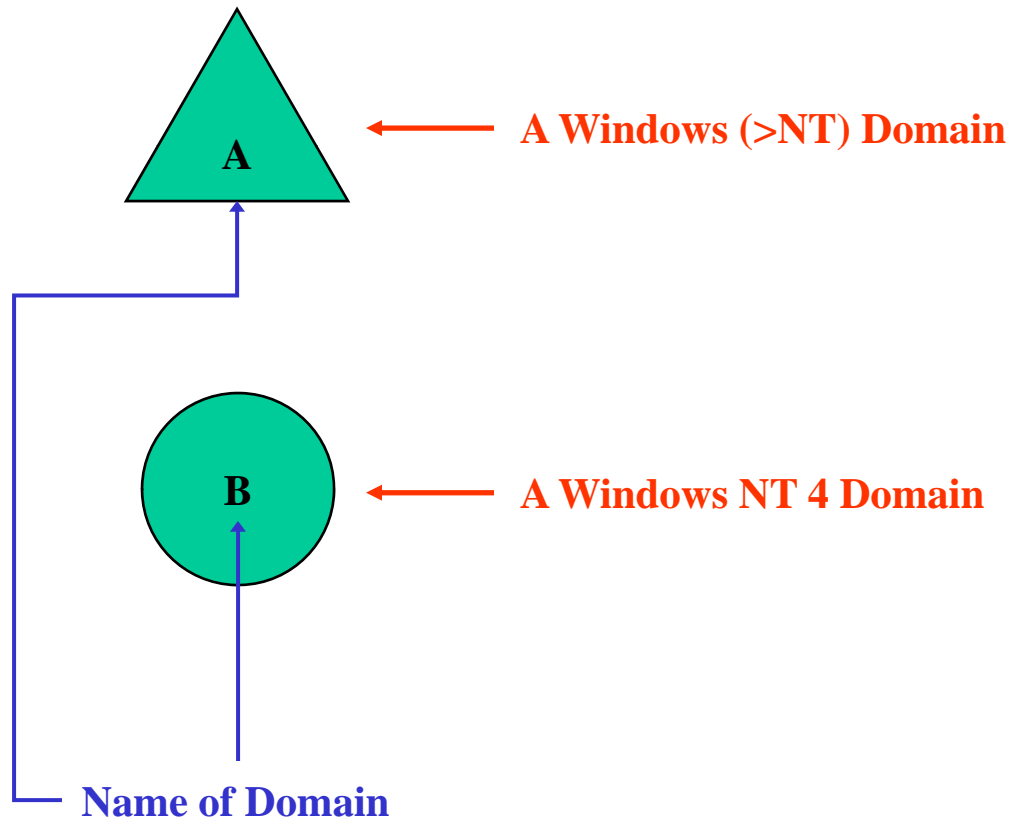 A
A Windows (>NT) Domain
B
A Windows NT 4 Domain
Name of Domain